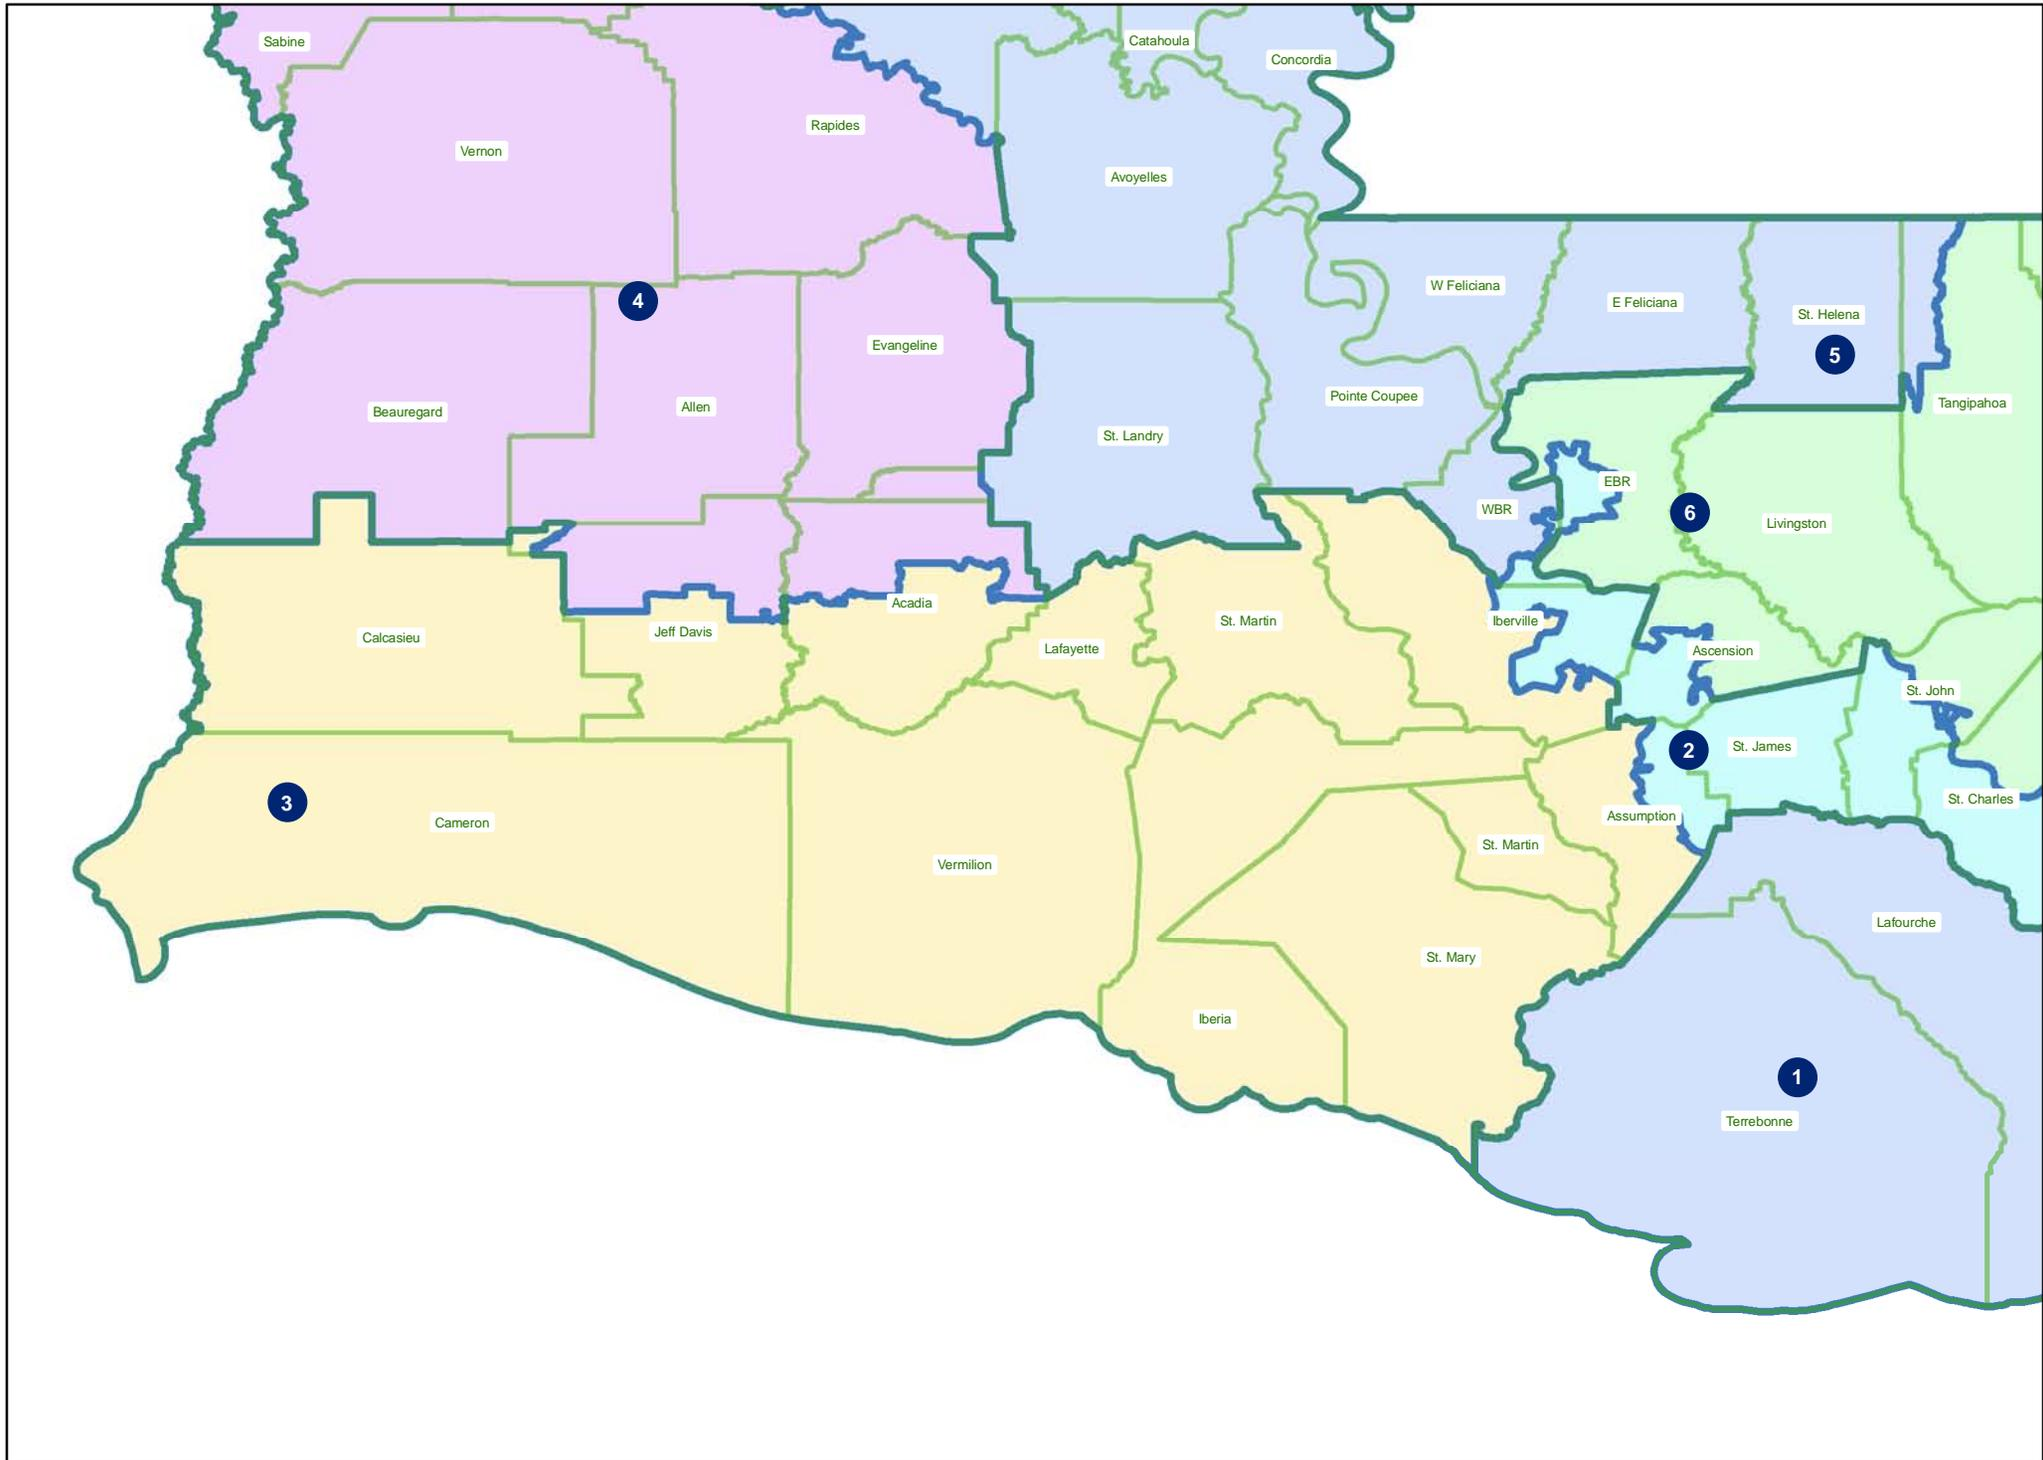 Sabine
Catahoula
Concordia
Rapides
Vernon
Avoyelles
W Feliciana
E Feliciana
4
St. Helena
Evangeline
5
Pointe Coupee
Tangipahoa
Allen
Beauregard
St. Landry
EBR
WBR
6
Livingston
Acadia
St. Martin
Iberville
Jeff Davis
Calcasieu
Lafayette
Ascension
St. John
2
St. James
St. Charles
3
Assumption
Cameron
St. Martin
Vermilion
Lafourche
St. Mary
Iberia
1
Terrebonne